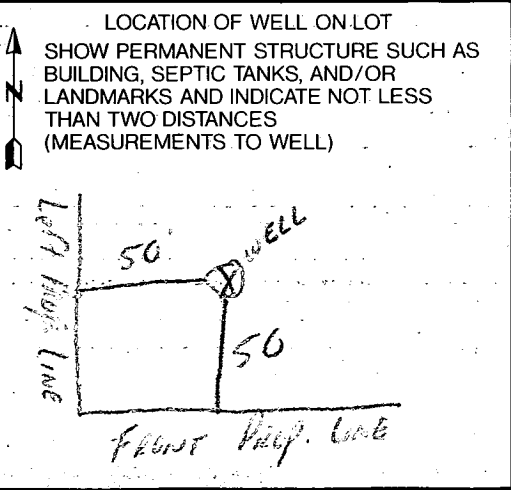 LOCATION OF WELL ON LOT
SHOW PERMANENT STRUCTURE SUCH AS
BUILDING, SEPTIC TANKS, AND/OR
LANDMARKS AND INDICATE NOT LESS
THAN TWO DISTANCES
(MEASUREMENTS TO WELL)
N
Left Prop. Line
50'
WELL
50
FRONT PROP. LINE